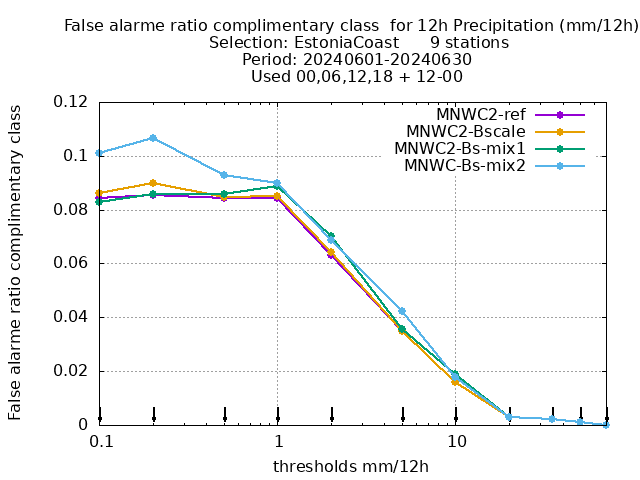 False alarme ratio complimentary class  for 12h Precipitation (mm/12h)
Selection: EstoniaCoast      9 stations
Period: 20240601-20240630
Used 00,06,12,18 + 12-00
False alarme ratio complimentary class
0.12
0.1
0.08
0.06
0.04
0.02
0
MNWC2-ref
MNWC2-Bscale
MNWC2-Bs-mix1
MNWC-Bs-mix2
0.1 1 10
thresholds mm/12h